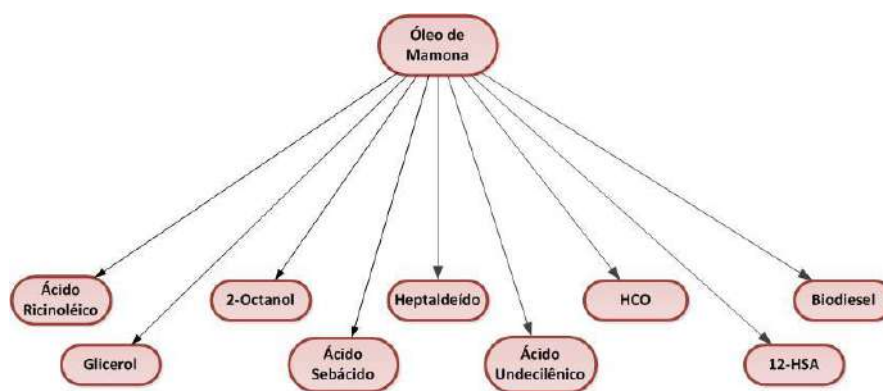 Óleo de
Mamona
Ácido
Ricinoléico
2-Octanol
Heptaldeído
HCO
Biodiesel
Glicerol
Ácido
Sebácido
Ácido
Undecilênico
12-HSA